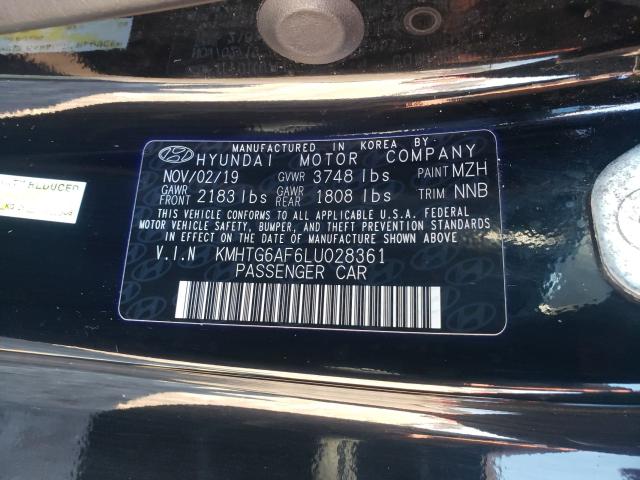 MANUFACTURED IN KOREA BY
HYUNDAI MOTOR COMPANY
NOV/02/19 GVWR 3748 lbs PAINT MZH
GAWR FRONT 2183 lbs GAWR REAR 1808 lbs TRIM NNB
THIS VEHICLE CONFORMS TO ALL APPLICABLE U.S.A. FEDERAL
MOTOR VEHICLE SAFETY, BUMPER, AND THEFT PREVENTION STANDARDS
IN EFFECT ON THE DATE OF MANUFACTURE SHOWN ABOVE.
V.I.N KMHTG6AF6LU028361
PASSENGER CAR
REDUCED